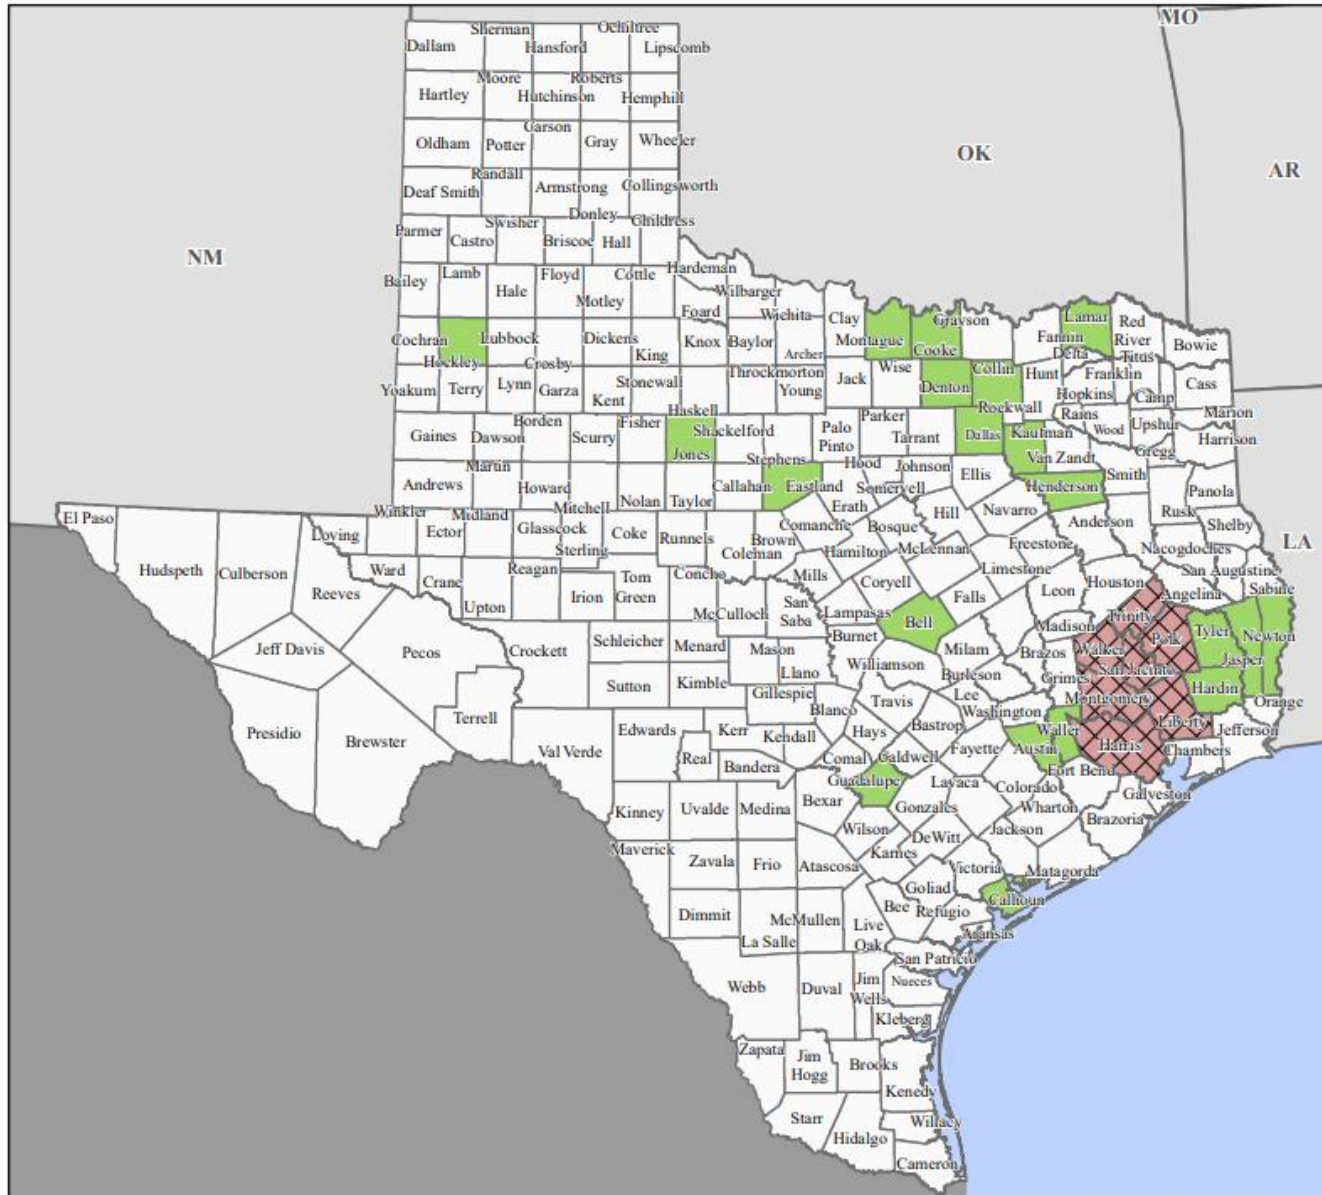 MO
Sherman Ochiltree
Dallam Hansford Lipscomb
Moore Roberts
Hartley Hutchinson Hemphill
Carson
Oldham Potter Gray Wheeler
OK
AR
Randall
Deaf Smith Armstrong Collingsworth
Donley
Swisher Childress
Parmer Castro Briscoe Hall
NM
Bailey Lamb Floyd Cottle Hardeman
Hale Motley Foard Wilbarger
Wichita Clay
Cochran Lubbock Dickens Knox Baylor Montague Grayson Lamar Red
River
Hockley Crosby King Archer Cooke Fannin Bowie
Delta Titus
Yoakum Terry Lynn Garza Kent Stonewall Throckmorton
Young Jack Wise Denton Collin Hunt Franklin
Hopkins Camp Cass
Haskell Rockwall Marion
Gaines Dawson Borden Scurry Fisher Shackelford Palo
Pinto Parker Tarrant Dallas Kaufman Rains Wood Upshur Harrison
Jones Gregg
Martin Stephens Hood Johnson Ellis Van Zandt Smith
Andrews Howard Mitchell Nolan Taylor Callahan Eastland Somervell Henderson Rusk Panola
Erath Hill Navarro
El Paso Loving Winkler Ector Midland Glasscock Sterling Coke Runnels Coleman Brown Comanche Bosque Anderson Shelby
LA
Hamilton McLennan Freestone Nacogdoches
Hudspeth Culberson Reeves Ward Crane Upton Reagan Irion Tom
Green Concho Mills Coryell Limestone Houston San Augustine
Sabine
Leon Angelina
McCulloch San
Saba Lampasas Bell Falls Trinity
Burnet Madison Polk Tyler Newton
Jeff Davis Pecos Crockett Schleicher Menard Mason Milam Brazos Walker Jasper
Llano Williamson Burleson San Jacinto
Sutton Kimble Gillespie Grimes Hardin
Lee Montgomery Orange
Presidio Brewster Terrell Val Verde Edwards Kerr Blanco Travis Bastrop Washington Liberty Jefferson
Kendall Hays Waller
Real Bandera Comal Caldwell Fayette Austin Harris Chambers
Fort Bend
Kinney Uvalde Medina Bexar Guadalupe Lavaca Colorado Galveston
Gonzales Wharton Brazoria
Wilson DeWitt Jackson
Maverick Zavala Frio Atascosa Karnes Victoria Matagorda
Goliad
Dimmit McMullen Bee Refugio Calhoun
La Salle Live
Oak Aransas
San Patricio
Webb Duval Jim
Wells Nueces
Kleberg
Zapata Jim
Hogg Brooks
Kenedy
Starr Willacy
Hidalgo
Cameron